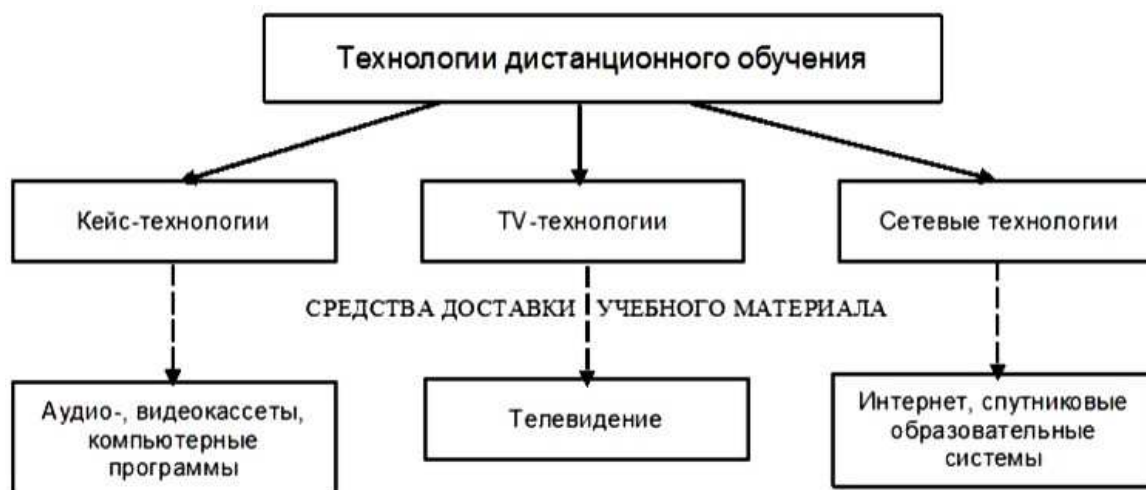 Технологии дистанционного обучения
Кейс-технологии
TV-технологии
Сетевые технологии
СРЕДСТВА ДОСТАВКИ УЧЕБНОГО МАТЕРИАЛА
Аудио-, видеокассеты,
компьютерные
программы
Телевидение
Интернет, спутниковые
образовательные
системы